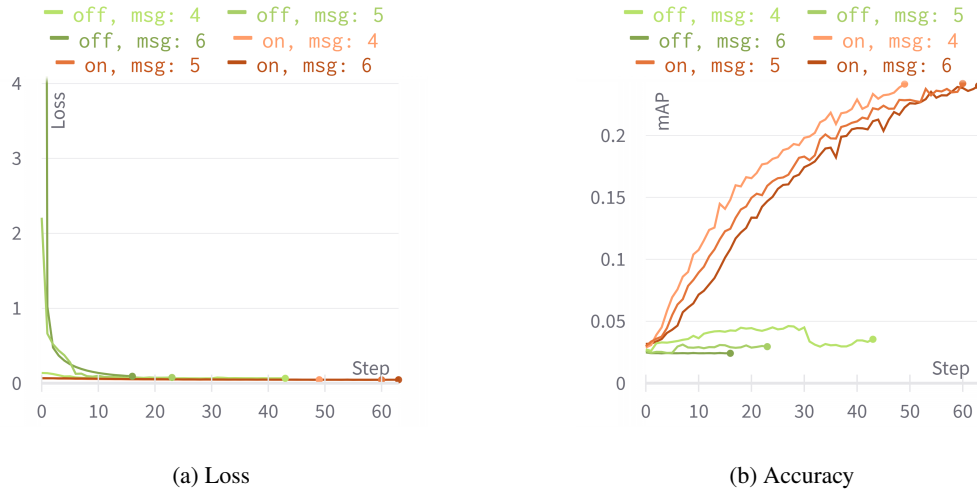 off, msg: 4 off, msg: 5
off, msg: 6 on, msg: 4
on, msg: 5 on, msg: 6
Loss
4
3
2
1
0
0 10 20 30 40 50 60
Step
(a) Loss
off, msg: 4 off, msg: 5
off, msg: 6 on, msg: 4
on, msg: 5 on, msg: 6
mAP
0.2
0.15
0.1
0.05
0
0 10 20 30 40 50 60
Step
(b) Accuracy